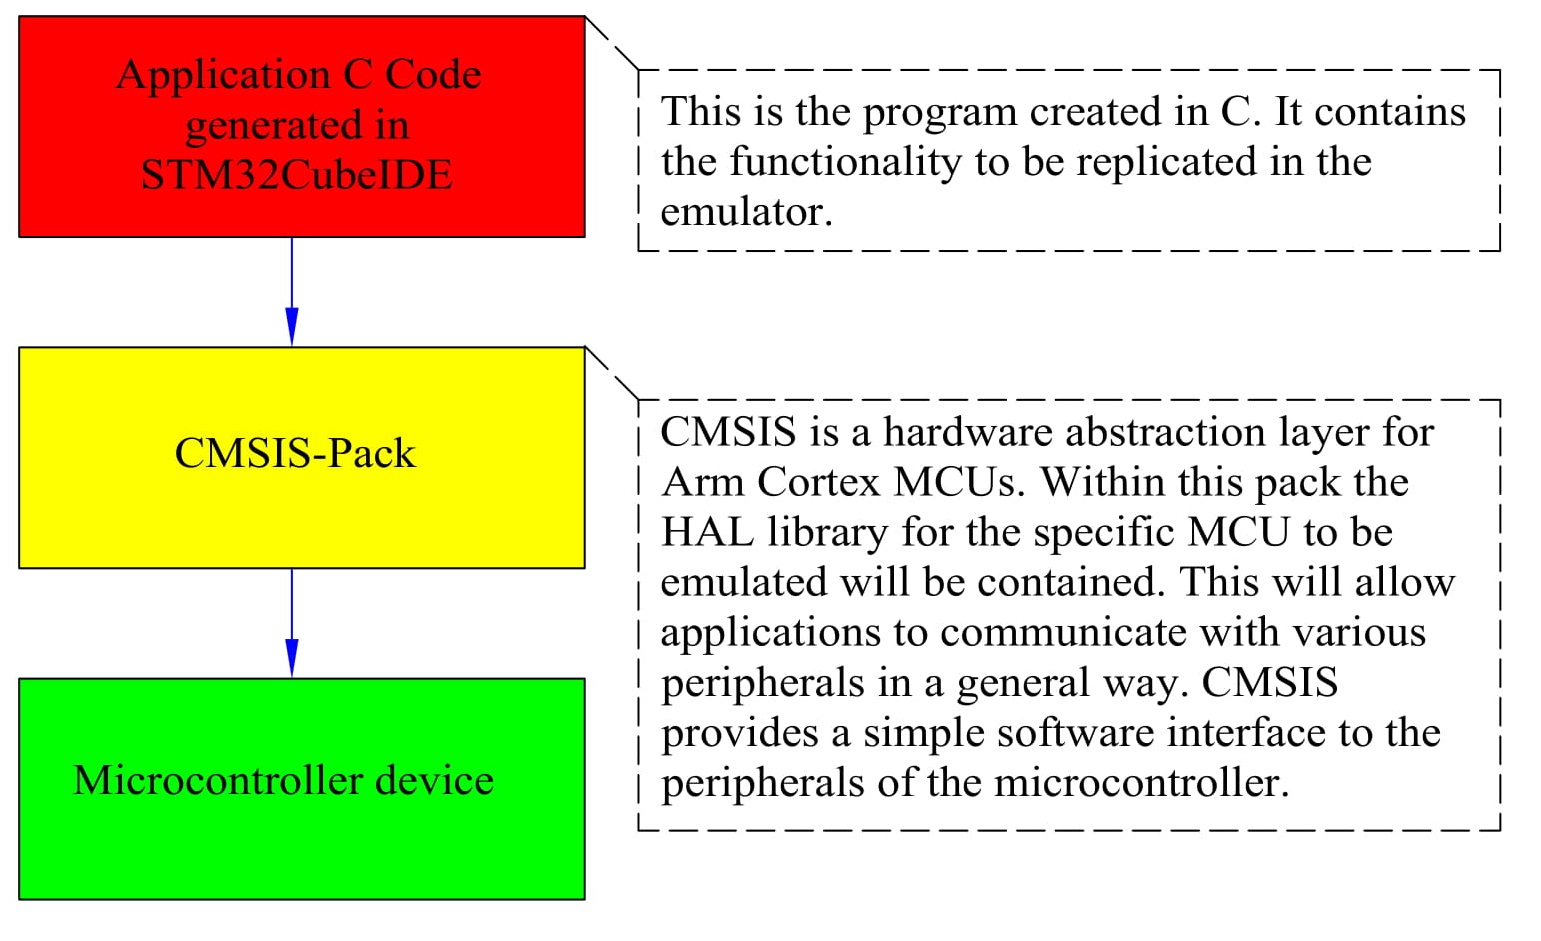 Application C Code
generated in
STM32CubeIDE
This is the program created in C. It contains
the functionality to be replicated in the
emulator.
CMSIS-Pack
CMSIS is a hardware abstraction layer for
Arm Cortex MCUs. Within this pack the
HAL library for the specific MCU to be
emulated will be contained. This will allow
applications to communicate with various
peripherals in a general way. CMSIS
provides a simple software interface to the
peripherals of the microcontroller.
Microcontroller device